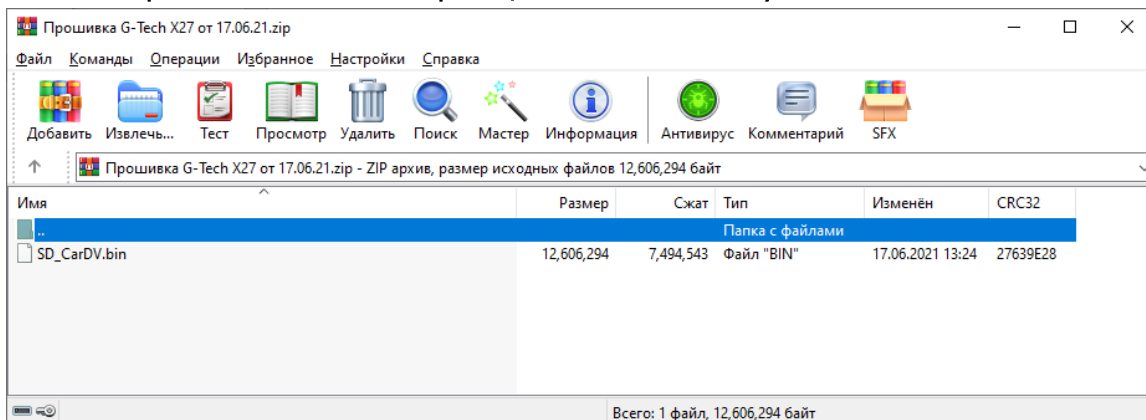 Прошивка G-Tech X27 от 17.06.21.zip
Файл Команды Операции Избранное Настройки Справка
Добавить Извлечь... Тест Просмотр Удалить Поиск Мастер Информация Антивирус Комментарий SFX
Прошивка G-Tech X27 от 17.06.21.zip - ZIP архив, размер исходных файлов 12,606,294 байт
Имя Размер Сжат Тип Изменён CRC32
.. Папка с файлами
SD_CarDV.bin 12,606,294 7,494,543 Файл "BIN" 17.06.2021 13:24 27639E28
Всего: 1 файл, 12,606,294 байт